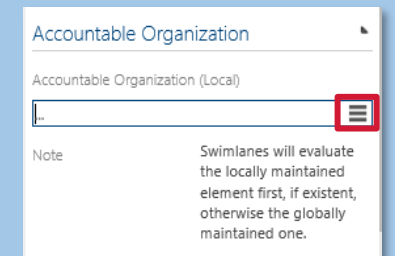 Accountable Organization
Accountable Organization (Local)
...
Note
Swimlanes will evaluate
the locally maintained
element first, if existent,
otherwise the globally
maintained one.